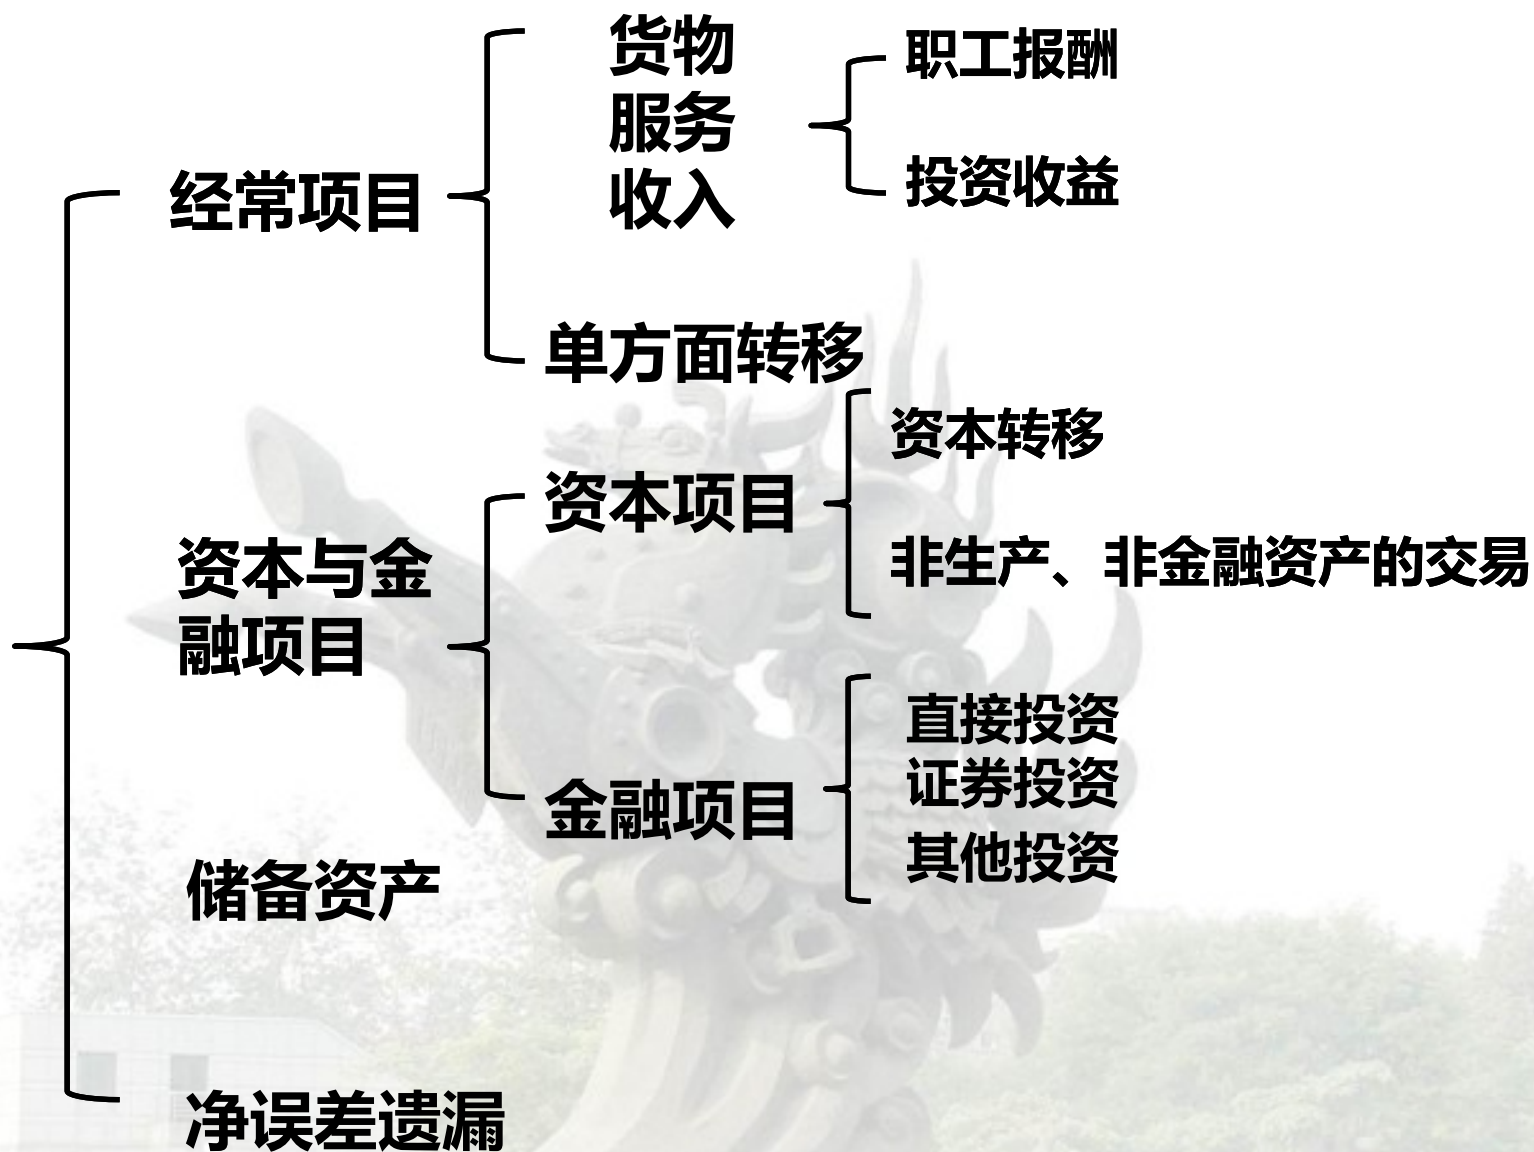 经常项目
货物
服务
收入
职工报酬
投资收益
单方面转移
资本与金
融项目
资本项目
资本转移
非生产、非金融资产的交易
金融项目
直接投资
证券投资
其他投资
储备资产
净误差遗漏